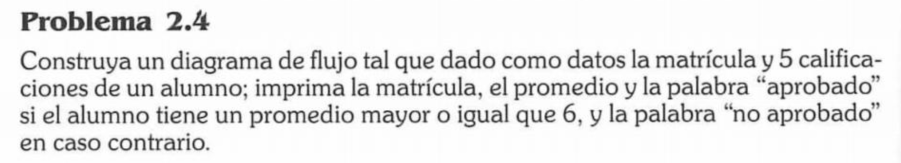 Problema 2.4
Construya un diagrama de flujo tal que dado como datos la matrícula y 5 califica-
ciones de un alumno; imprima la matrícula, el promedio y la palabra “aprobado”
si el alumno tiene un promedio mayor o igual que 6, y la palabra “no aprobado”
en caso contrario.